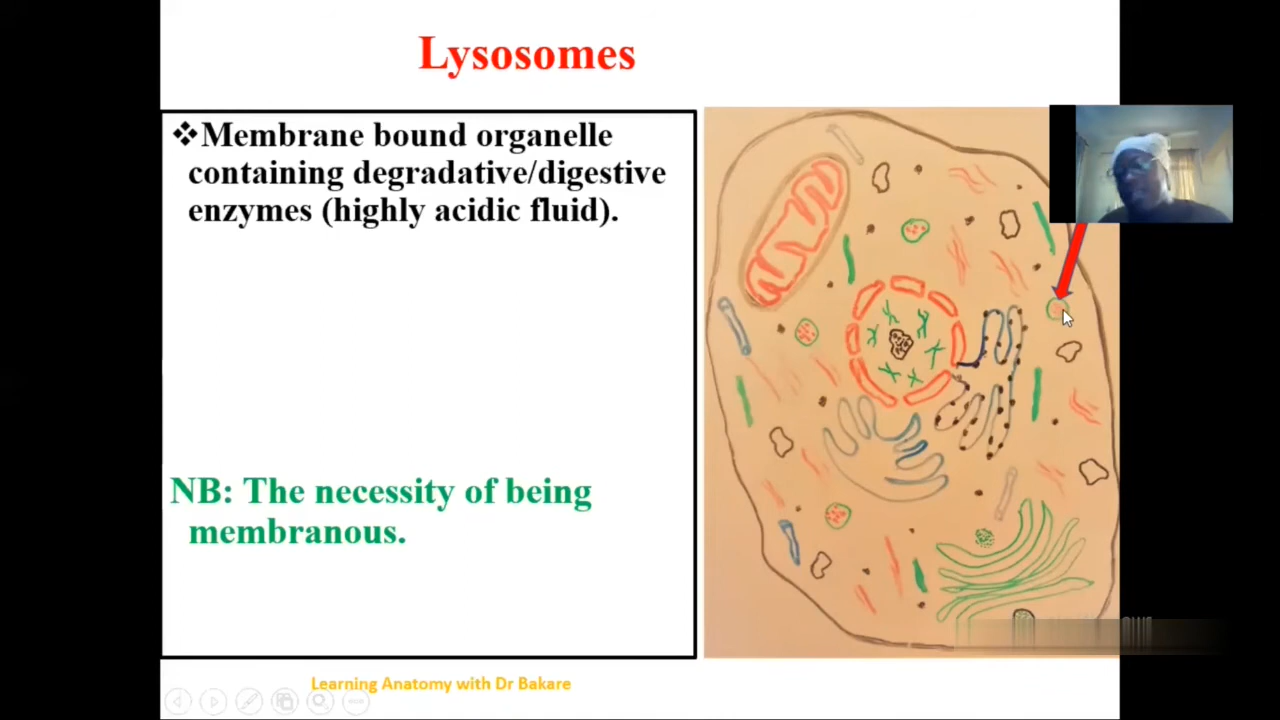 Lysosomes
❖Membrane bound organelle
containing degradative/digestive
enzymes (highly acidic fluid).
NB: The necessity of being
membranous.
Learning Anatomy with Dr Bakare